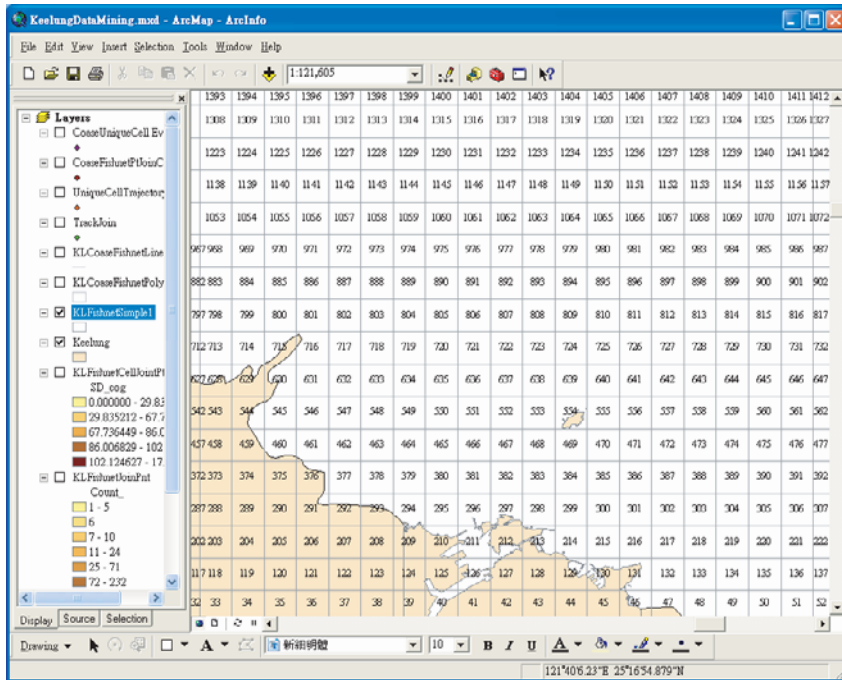 KeelungDataMining.mxd - ArcMap - ArcInfo
File Edit View Insert Selection Tools Window Help
1:121,605
Layers
CoaseUniqueCell Ev
CoaseFishnetPtJoinC
UniqueCellTrajectory
TrackJoin
KLCoaseFishnetLine
KLCoaseFishnetPoly
KLFishnetSimple1
Keelung
KLFishnetCellJointPt
SD_cog
0.000000 - 29.83
29.835212 - 67.7
67.736449 - 86.0
86.006829 - 102
102.124627 - 17.
KLFishnetJoinPnt
Count_
1 - 5
6
7 - 10
11 - 24
25 - 71
72 - 232
Display Source Selection
1393 1394 1395 1396 1397 1398 1399 1400 1401 1402 1403 1404 1405 1406 1407 1408 1409 1410 1411 1412
1308 1309 1310 1311 1312 1313 1314 1315 1316 1317 1318 1319 1320 1321 1322 1323 1324 1325 1326 1327
1223 1224 1225 1226 1227 1228 1229 1230 1231 1232 1233 1234 1235 1236 1237 1238 1239 1240 1241 1242
1138 1139 1140 1141 1142 1143 1144 1145 1146 1147 1148 1149 1150 1151 1152 1153 1154 1155 1156 1157
1053 1054 1055 1056 1057 1058 1059 1060 1061 1062 1063 1064 1065 1066 1067 1068 1069 1070 1071 1072
967 968 969 970 971 972 973 974 975 976 977 978 979 980 981 982 983 984 985 986 987
882 883 884 885 886 887 888 889 890 891 892 893 894 895 896 897 898 899 900 901 902
797 798 799 800 801 802 803 804 805 806 807 808 809 810 811 812 813 814 815 816 817
712 713 714 715 716 717 718 719 720 721 722 723 724 725 726 727 728 729 730 731 732
627 628 629 630 631 632 633 634 635 636 637 638 639 640 641 642 643 644 645 646 647
542 543 544 545 546 547 548 549 550 551 552 553 554 555 556 557 558 559 560 561 562
457 458 459 460 461 462 463 464 465 466 467 468 469 470 471 472 473 474 475 476 477
372 373 374 375 376 377 378 379 380 381 382 383 384 385 386 387 388 389 390 391 392
287 288 289 290 291 292 293 294 295 296 297 298 299 300 301 302 303 304 305 306 307
202 203 204 205 206 207 208 209 210 211 212 213 214 215 216 217 218 219 220 221 222
117 118 119 120 121 122 123 124 125 126 127 128 129 130 131 132 133 134 135 136 137
32 33 34 35 36 37 38 39 40 41 42 43 44 45 46 47 48 49 50 51 52
Drawing A 新細明體 10 B I U A
121°40'6.23"E 25°16'54.879"N